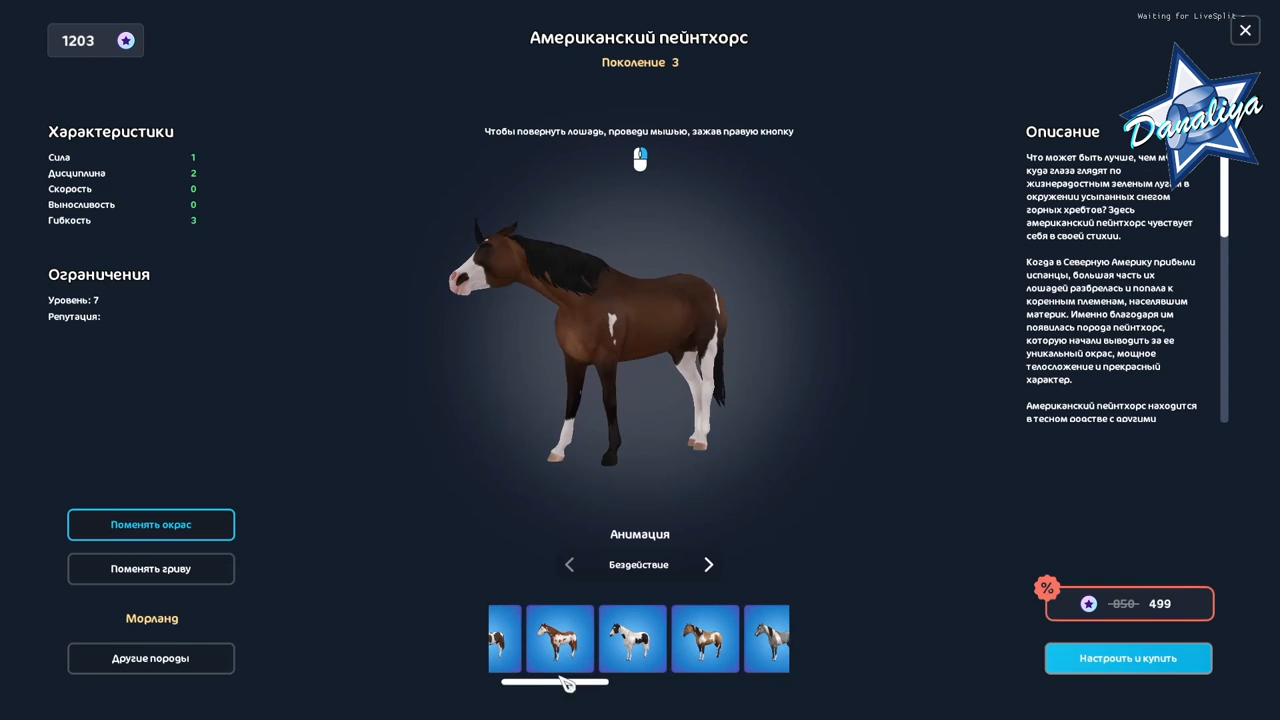 Waiting for LiveSplit
1203
Американский пейнтхорс
Поколение 3
Danaliya
Характеристики
Сила 1
Дисциплина 2
Скорость 0
Выносливость 0
Гибкость 3
Ограничения
Уровень: 7
Репутация:
Чтобы повернуть лошадь, проведи мышью, зажав правую кнопку
Описание
Что может быть лучше, чем
куда глаза глядят по
жизнерадостным зеленым лугам в
окружении усыпанных снегом
горных хребтов? Здесь
американский пейнтхорс чувствует
себя в своей стихии.
Когда в Северную Америку прибыли
испанцы, большая часть их
лошадей разбрелась и попала к
коренным племенам, населявшим
материк. Именно благодаря им
появилась порода пейнтхорс,
которую начали выводить за ее
уникальный окрас, мощное
телосложение и прекрасный
характер.
Американский пейнтхорс находится
в тесном родстве с другими
Поменять окрас
Поменять гриву
Морланд
Другие породы
Анимация
Бездействие
%
850 499
Настроить и купить